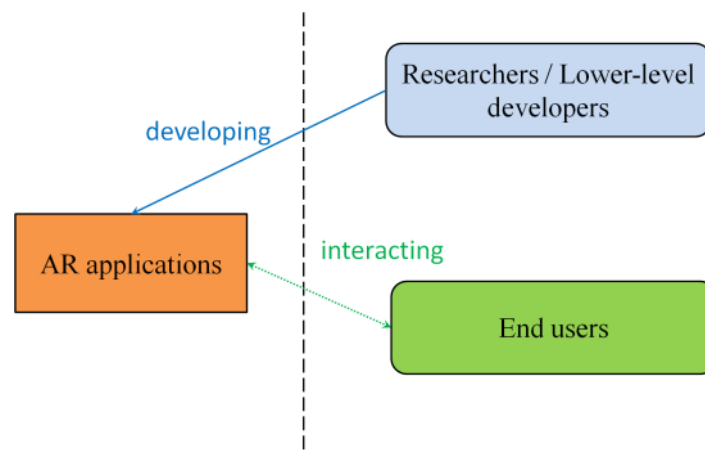 Researchers / Lower-level
developers
developing
AR applications
interacting
End users